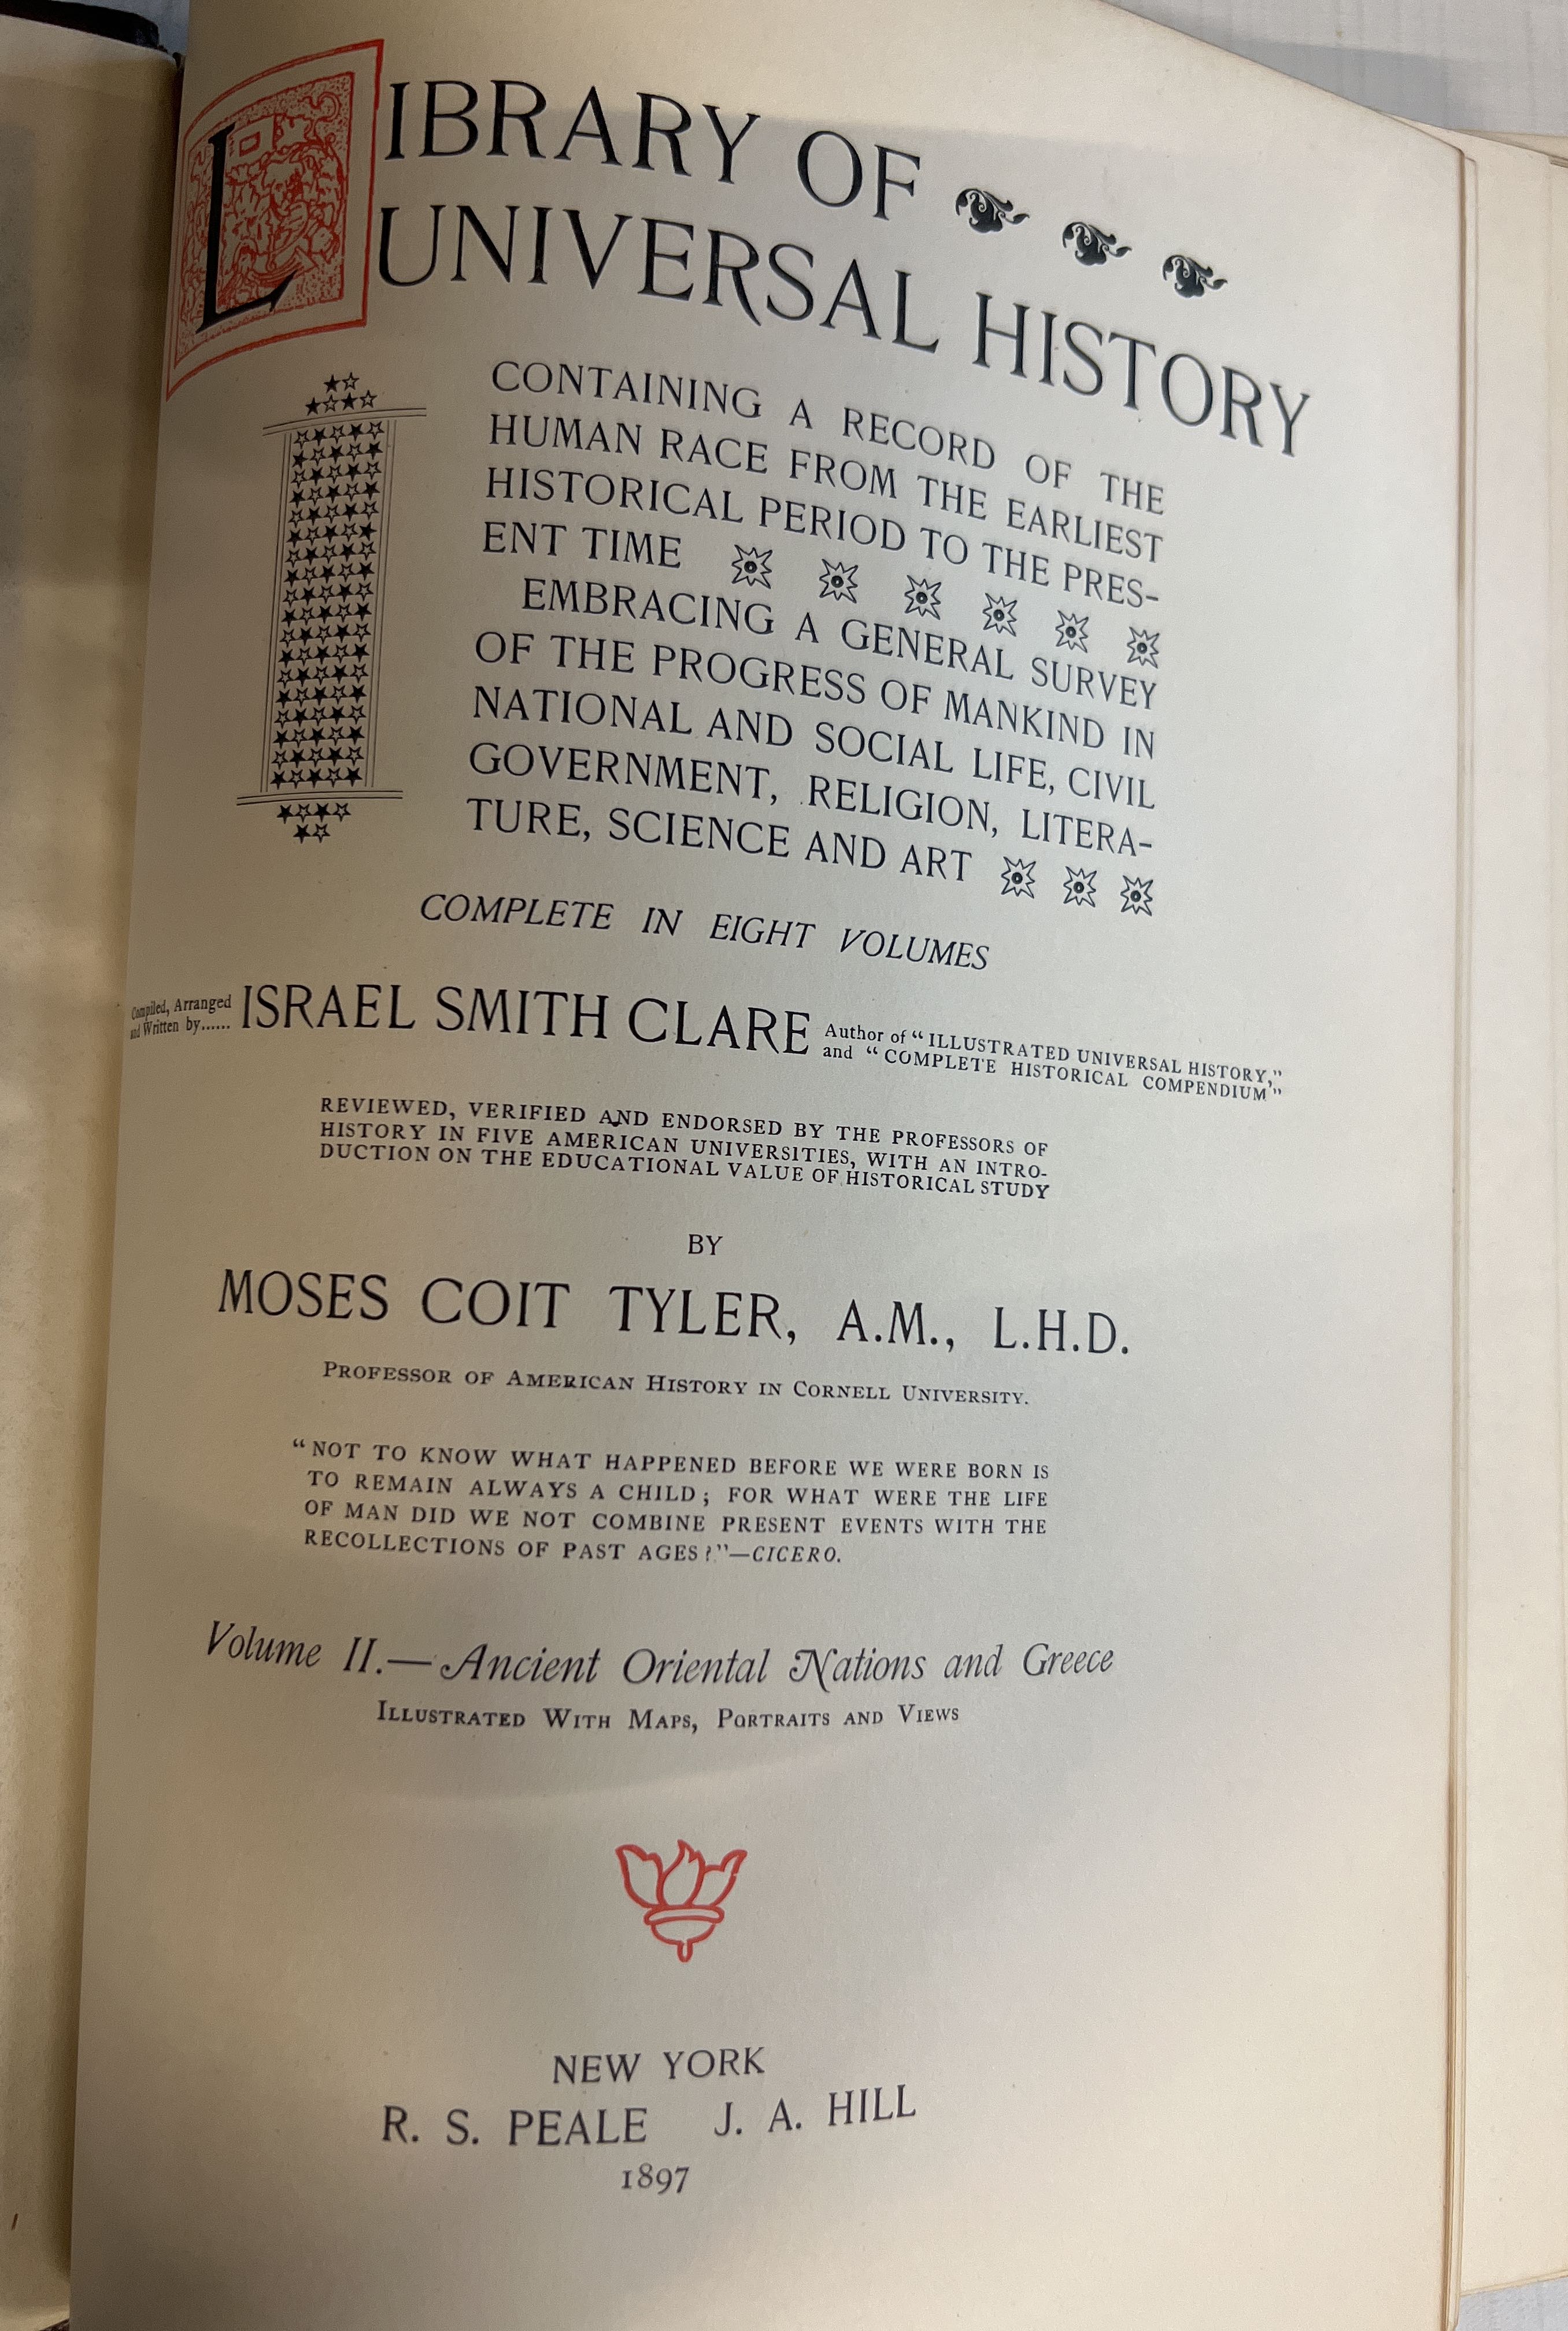 LIBRARY OF
UNIVERSAL HISTORY
CONTAINING A RECORD OF THE
HUMAN RACE FROM THE EARLIEST
HISTORICAL PERIOD TO THE PRES-
ENT TIME
EMBRACING A GENERAL SURVEY
OF THE PROGRESS OF MANKIND IN
NATIONAL AND SOCIAL LIFE, CIVIL
GOVERNMENT, RELIGION, LITERA-
TURE, SCIENCE AND ART
COMPLETE IN EIGHT VOLUMES
Compiled, Arranged
and Written by......
ISRAEL SMITH CLARE
Author of "ILLUSTRATED UNIVERSAL HISTORY,"
and "COMPLETE HISTORICAL COMPENDIUM"
REVIEWED, VERIFIED AND ENDORSED BY THE PROFESSORS OF
HISTORY IN FIVE AMERICAN UNIVERSITIES, WITH AN INTRO-
DUCTION ON THE EDUCATIONAL VALUE OF HISTORICAL STUDY
BY
MOSES COIT TYLER, A.M., L.H.D.
PROFESSOR OF AMERICAN HISTORY IN CORNELL UNIVERSITY.
"NOT TO KNOW WHAT HAPPENED BEFORE WE WERE BORN IS
TO REMAIN ALWAYS A CHILD; FOR WHAT WERE THE LIFE
OF MAN DID WE NOT COMBINE PRESENT EVENTS WITH THE
RECOLLECTIONS OF PAST AGES?"—CICERO.
Volume II.—Ancient Oriental Nations and Greece
ILLUSTRATED WITH MAPS, PORTRAITS AND VIEWS
NEW YORK
R. S. PEALE J. A. HILL
1897